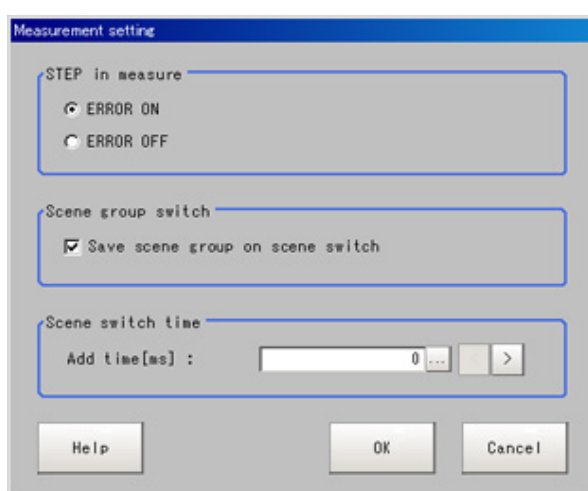 Measurement setting
STEP in measure
ERROR ON
ERROR OFF
Scene group switch
Save scene group on scene switch
Scene switch time
Add time[ms] : 0 ... < >
Help OK Cancel